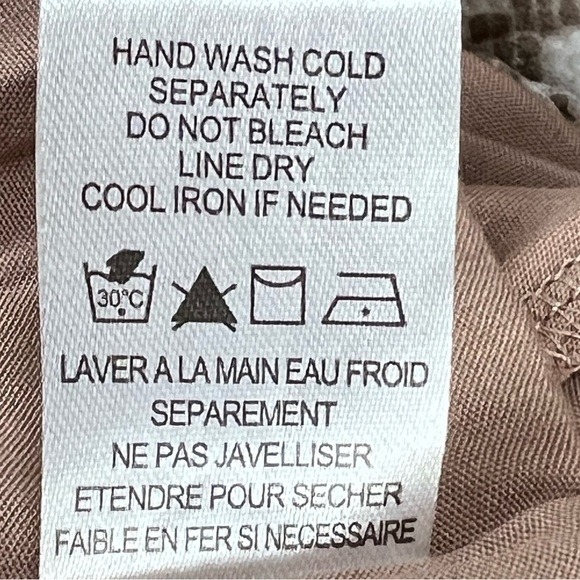 HAND WASH COLD
SEPARATELY
DO NOT BLEACH
LINE DRY
COOL IRON IF NEEDED
30°C
LAVER A LA MAIN EAU FROID
SEPAREMENT
NE PAS JAVELLISER
ETENDRE POUR SECHER
FAIBLE EN FER SI NECESSAIRE